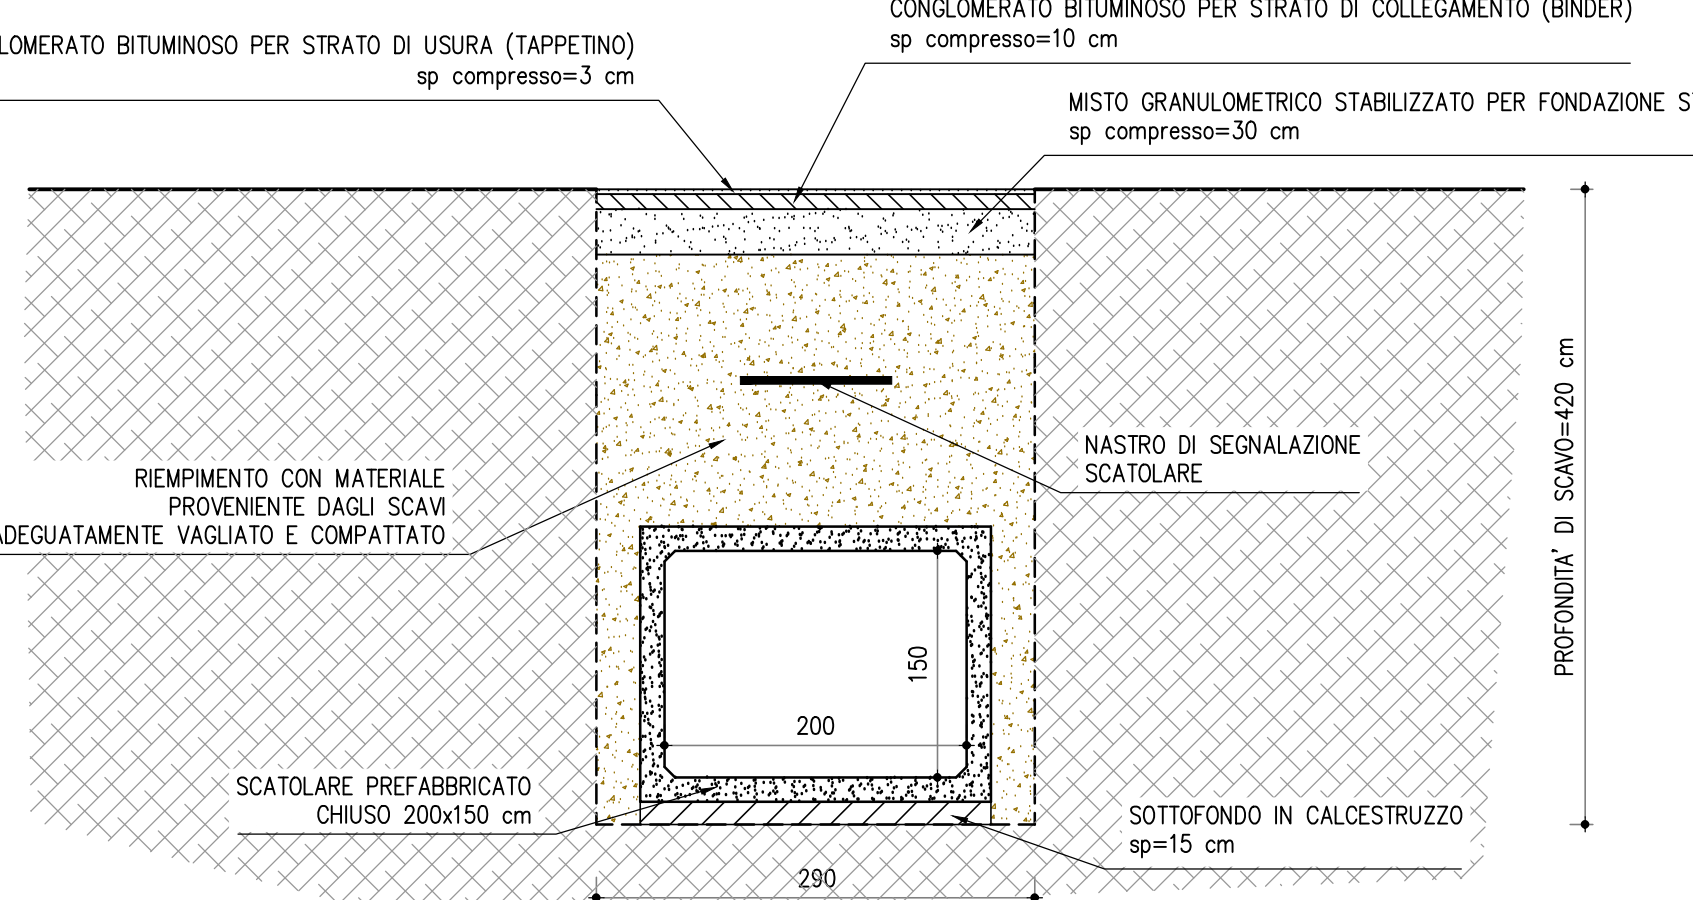 CONGLOMERATO BITUMINOSO PER STRATO DI COLLEGAMENTO (BINDER)
sp compresso=10 cm
BITUMINOSO PER STRATO DI USURA (TAPPETINO)
sp compresso=3 cm
MISTO GRANULOMETRICO STABILIZZATO PER FONDAZIONE
sp compresso=30 cm
PROFONDITA' DI SCAVO=420 cm
NASTRO DI SEGNALAZIONE
SCATOLARE
RIEMPIMENTO CON MATERIALE
PROVENIENTE DAGLI SCAVI
ADEGUATAMENTE VAGLIATO E COMPATTATO
150
200
SCATOLARE PREFABBRICATO
CHIUSO 200x150 cm
SOTTOFONDO IN CALCESTRUZZO
sp=15 cm
290